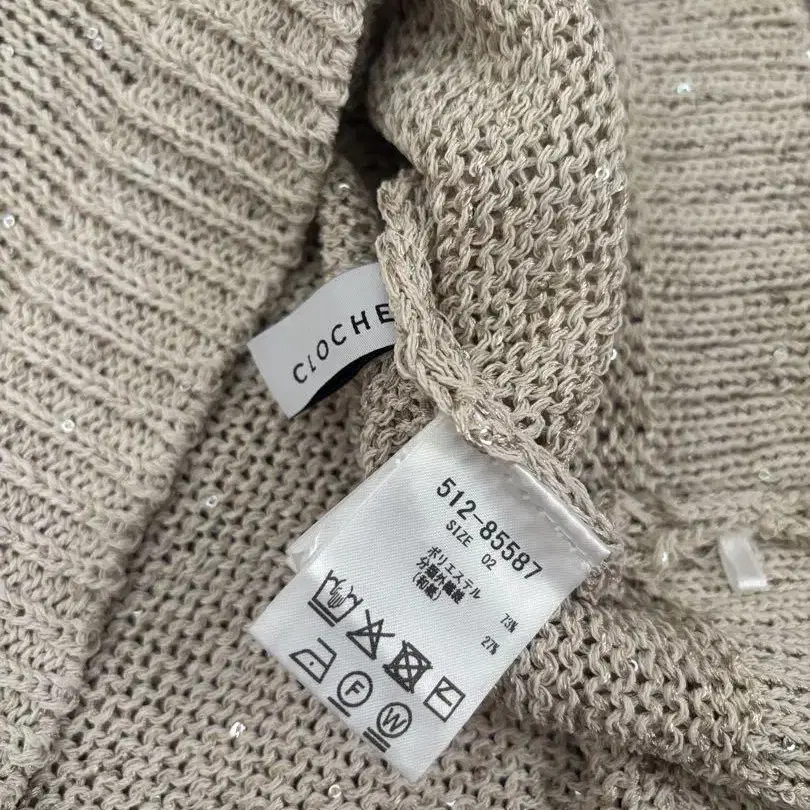 CLOCHE
512-85587
SIZE 02
ポリエステル 73%
分類外繊維 27%
(和紙)
F
W